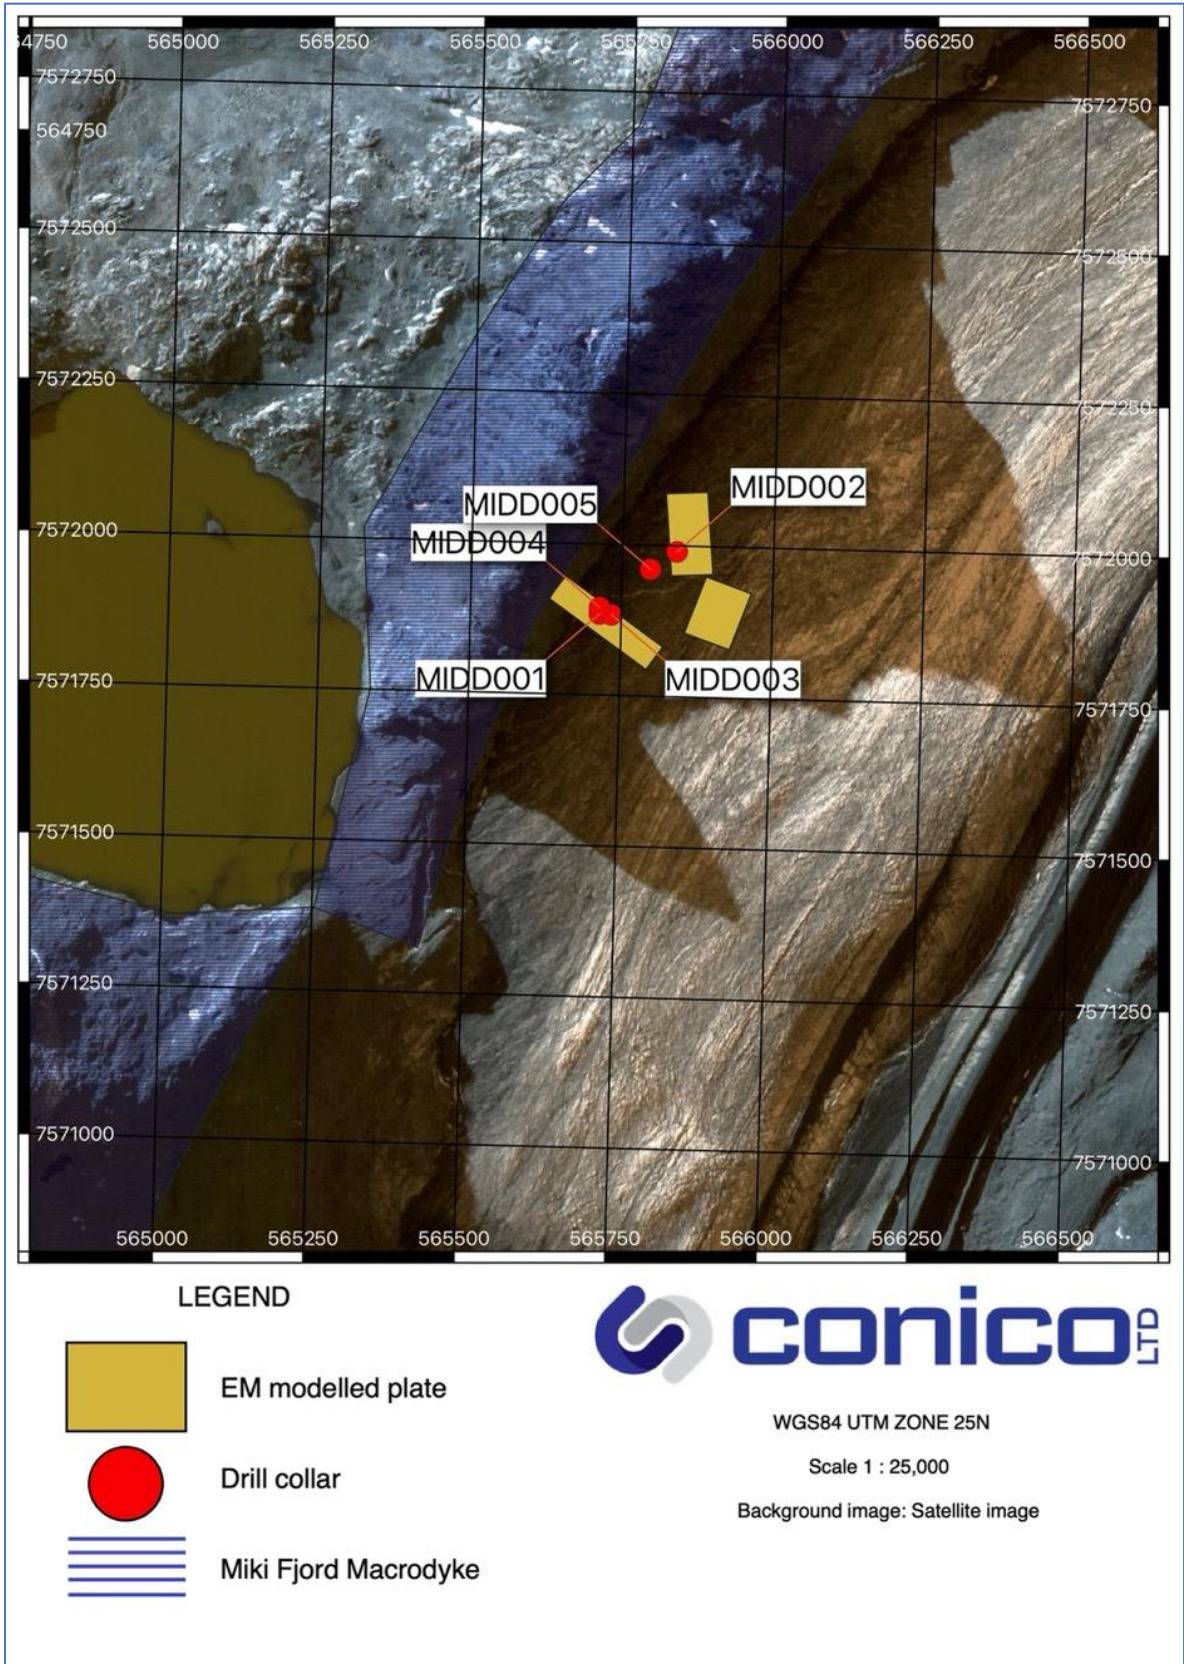 64750 565000 565250 565500 565750 566000 566250 566500
7572750 7572750
564750
7572500 7572500
7572250 7572250
MIDD002
MIDD005
7572000 MIDD004 7572000
MIDD001 MIDD003
7571750 7571750
7571500 7571500
7571250 7571250
7571000 7571000
565000 565250 565500 565750 566000 566250 566500
LEGEND
EM modelled plate
Drill collar
Miki Fjord Macrodyke
conico LTD
WGS84 UTM ZONE 25N
Scale 1 : 25,000
Background image: Satellite image